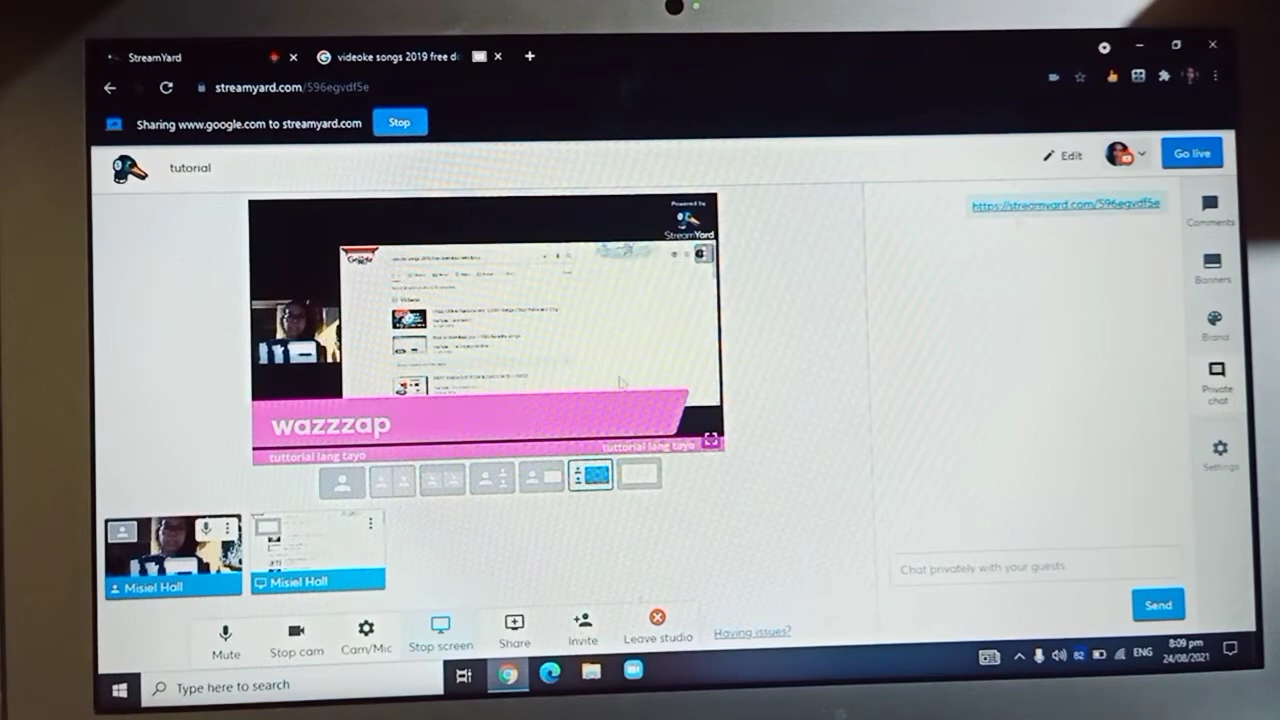 StreamYard
videoke songs 2019 free d
streamyard.com/596egvdf5e
Sharing www.google.com to streamyard.com
Stop
tutorial
Edit
Go live
Powered by
StreamYard
https://streamyard.com/596egvdf5e
Comments
Banners
Brand
Private
chat
Settings
Videos
wazzzap
tuttorial lang tayo
tuttorial lang tayo
Misiel Hall
Misiel Hall
Chat privately with your guests
Send
Mute
Stop cam
Cam/Mic
Stop screen
Share
Invite
Leave studio
Having issues?
Type here to search
82
ENG
8:09 pm
24/08/2021